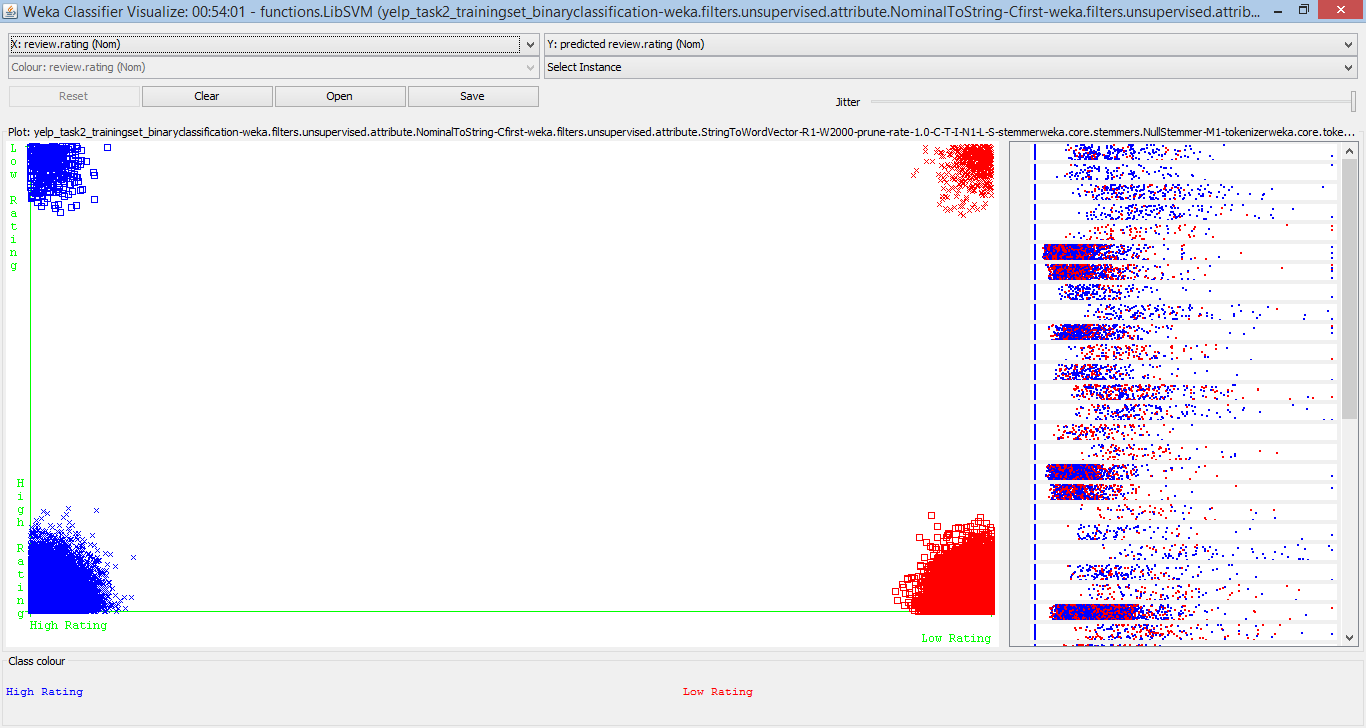 Weka Classifier Visualize: 00:54:01 - functions.LibSVM (yelp_task2_trainingset_binaryclassification-weka.filters.unsupervised.attribute.NominalToString-Cfirst-weka.filters.unsupervised.attrib...
X: review.rating (Nom)
Y: predicted review.rating (Nom)
Colour: review.rating (Nom)
Select Instance
Reset
Clear
Open
Save
Jitter
Plot: yelp_task2_trainingset_binaryclassification-weka.filters.unsupervised.attribute.NominalToString-Cfirst-weka.filters.unsupervised.attribute.StringToWordVector-R1-W2000-prune-rate-1.0-C-T-I-N1-L-S-stemmerweka.core.stemmers.NullStemmer-M1-tokenizerweka.core.toke...
Low Rating
High Rating
High Rating
Low Rating
Class colour
High Rating
Low Rating